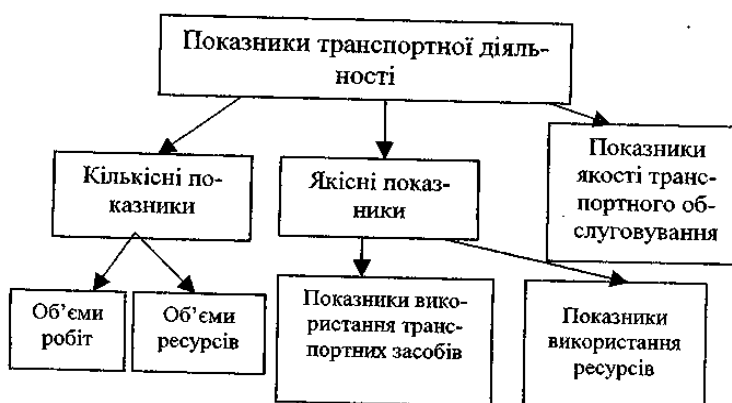 Показники транспортної діяль-
ності
Кількісні по-
казники
Якісні показ-
ники
Показники
якості транс-
портного об-
слуговування
Об’єми
робіт
Об’єми
ресурсів
Показники вико-
ристання транс-
портних засобів
Показники
використання
ресурсів